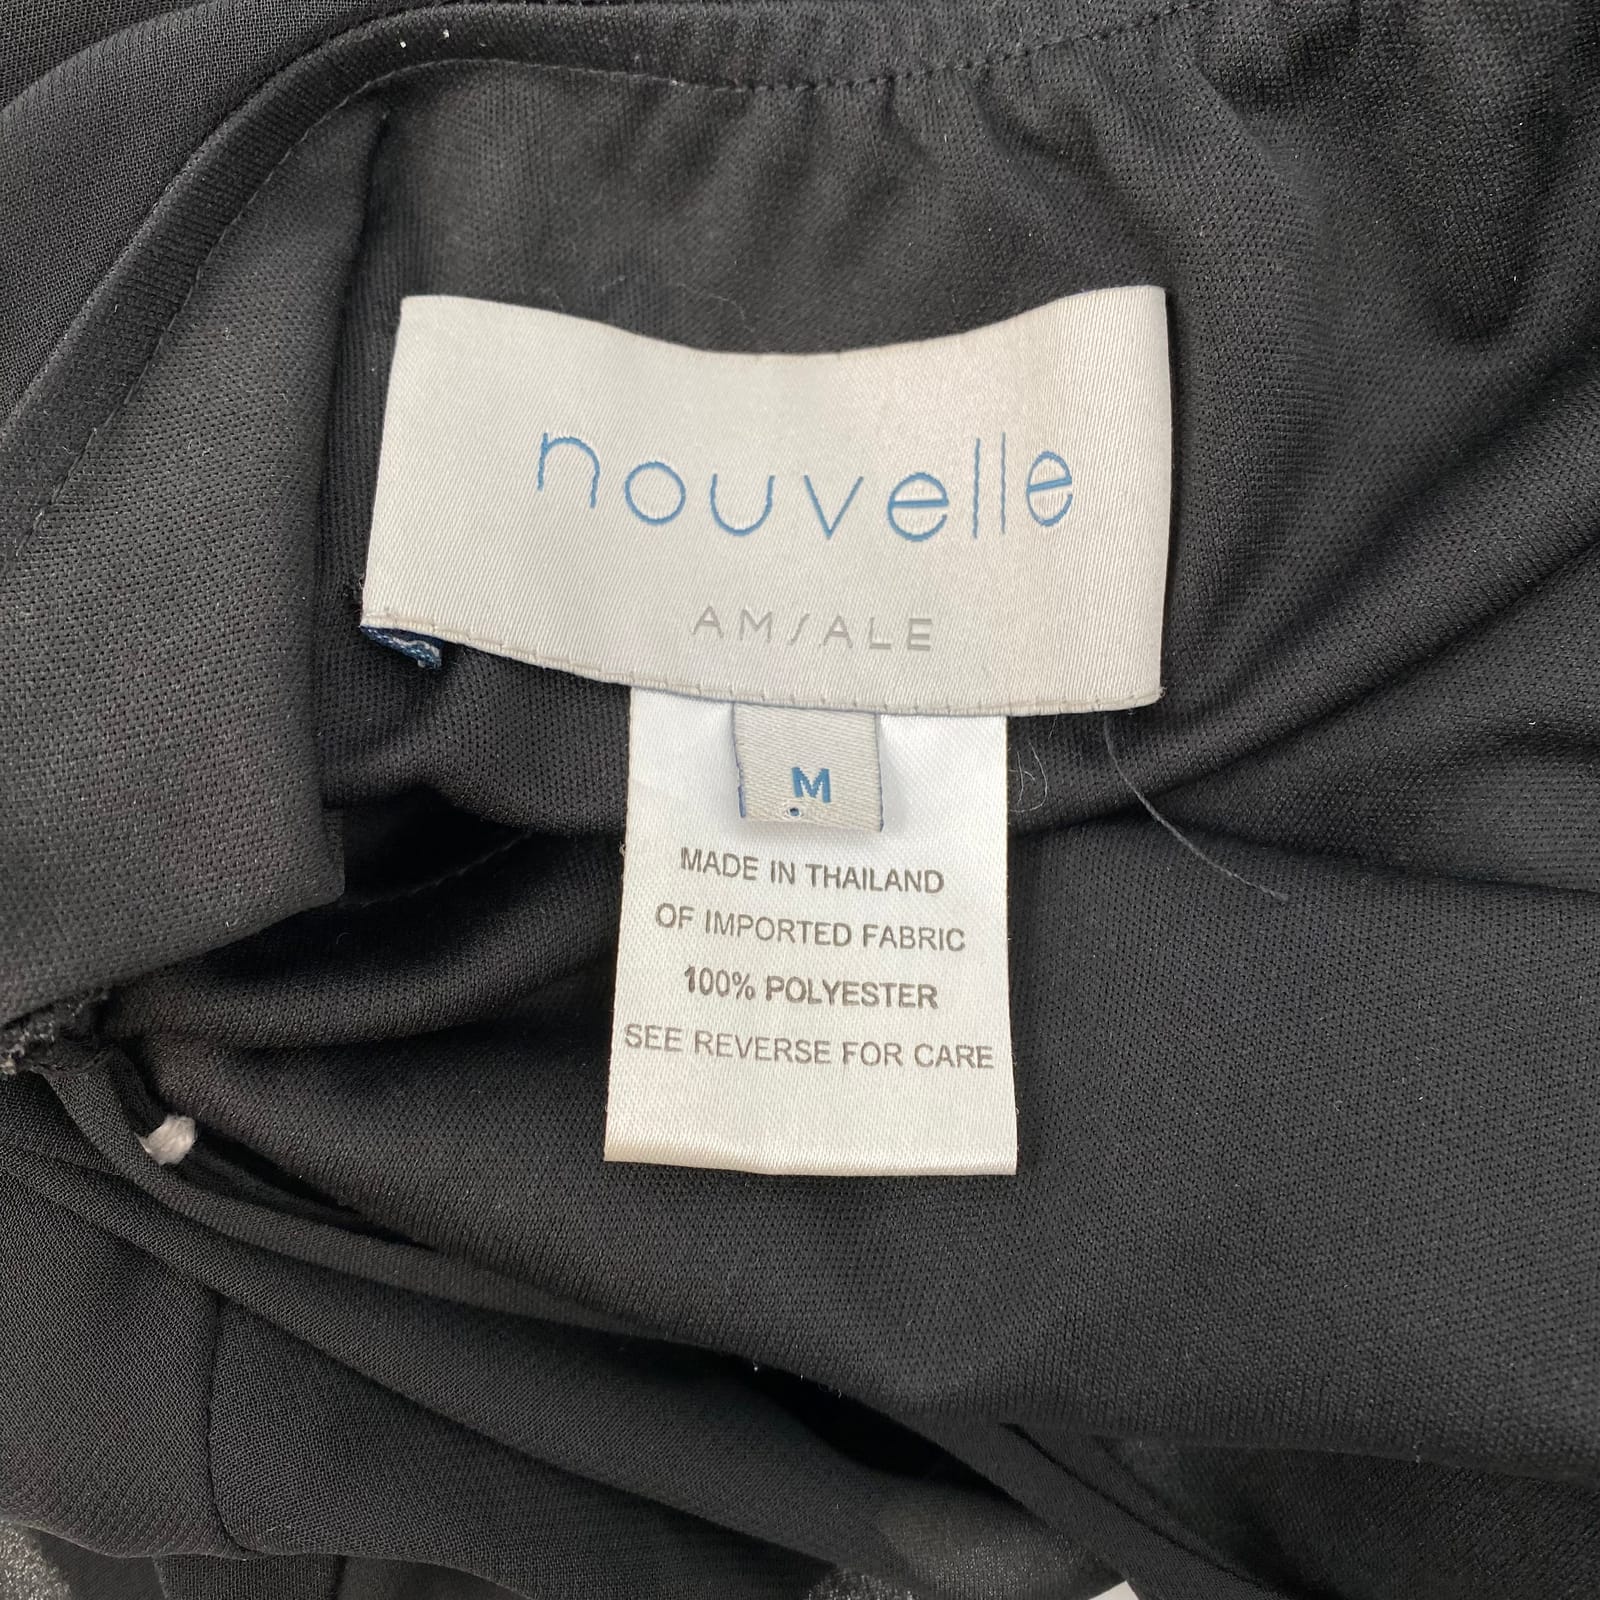 nouvelle
AMSALE
M
MADE IN THAILAND
OF IMPORTED FABRIC
100% POLYESTER
SEE REVERSE FOR CARE